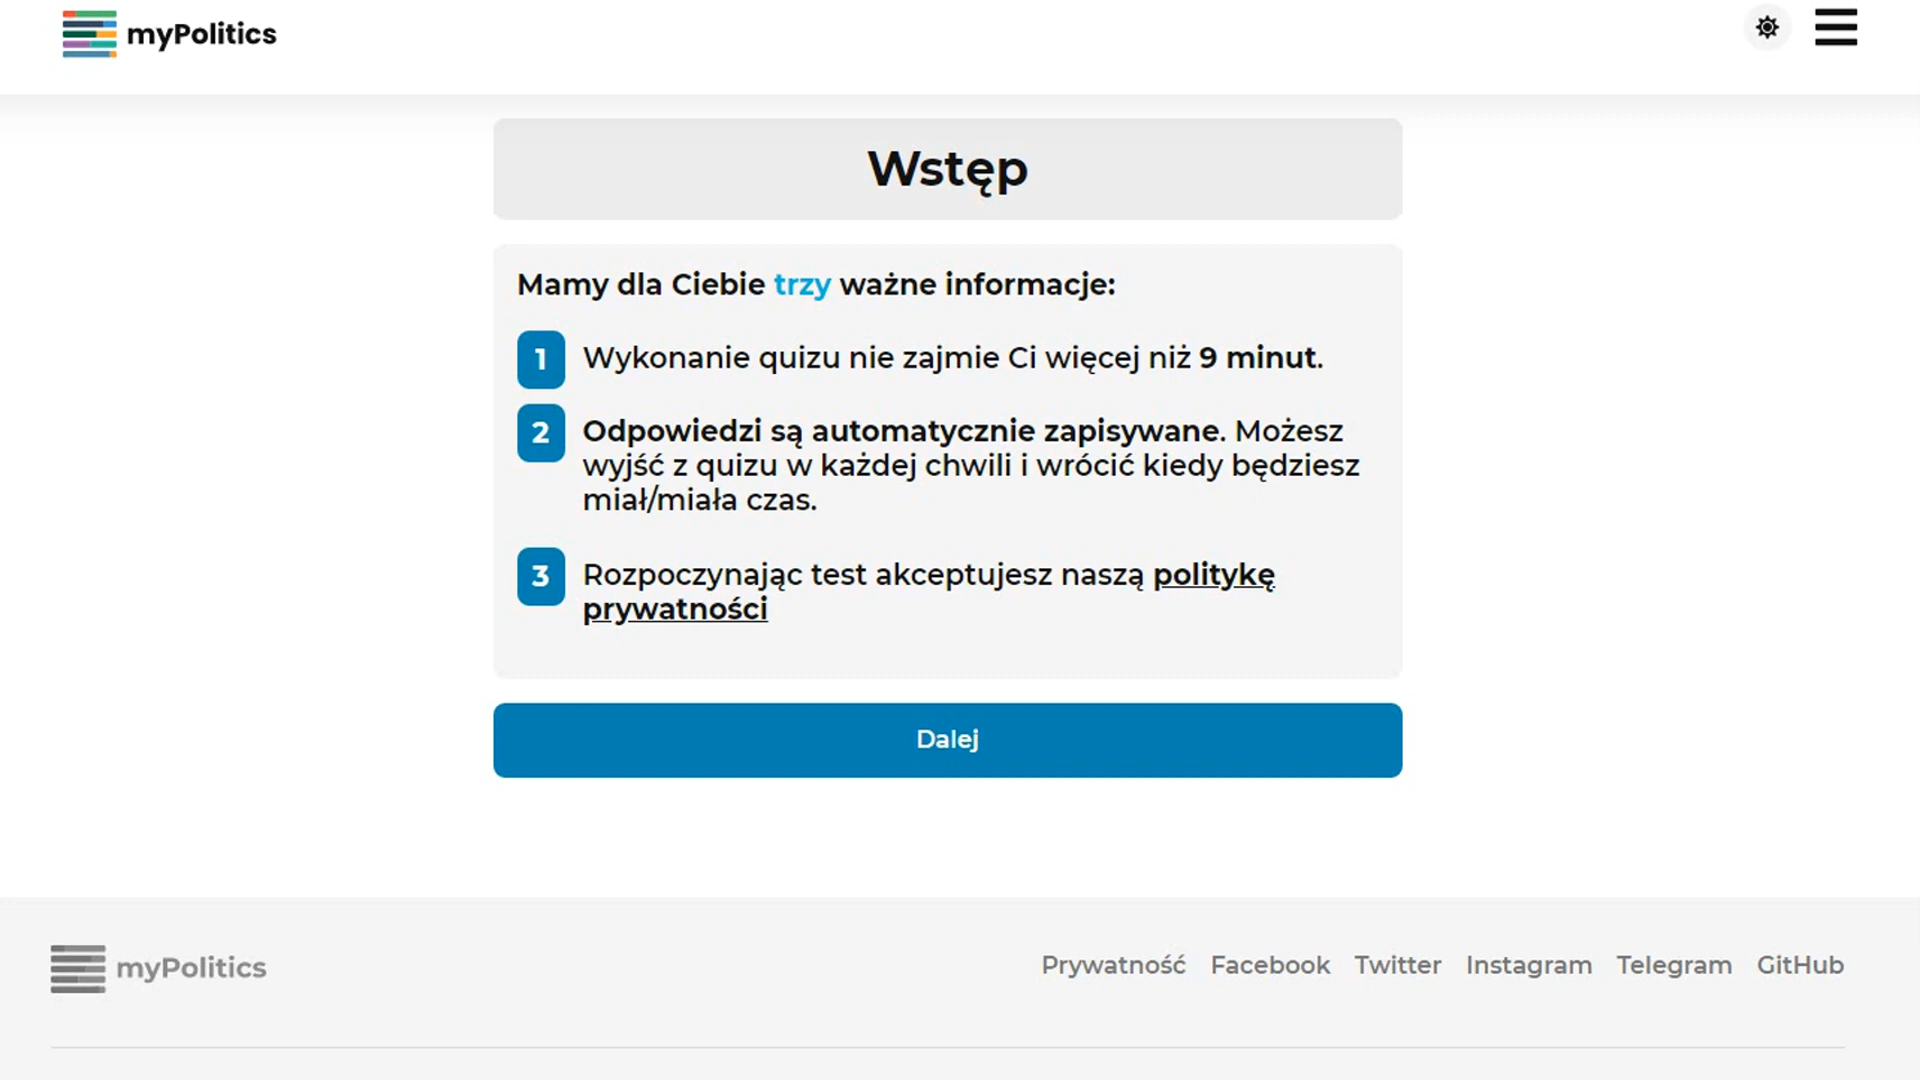 myPolitics
Wstęp
Mamy dla Ciebie trzy ważne informacje:
1 Wykonanie quizu nie zajmie Ci więcej niż 9 minut.
2 Odpowiedzi są automatycznie zapisywane. Możesz
wyjść z quizu w każdej chwili i wrócić kiedy będziesz
miał/miała czas.
3 Rozpoczynając test akceptujesz naszą politykę
prywatności
Dalej
myPolitics
Prywatność Facebook Twitter Instagram Telegram GitHub